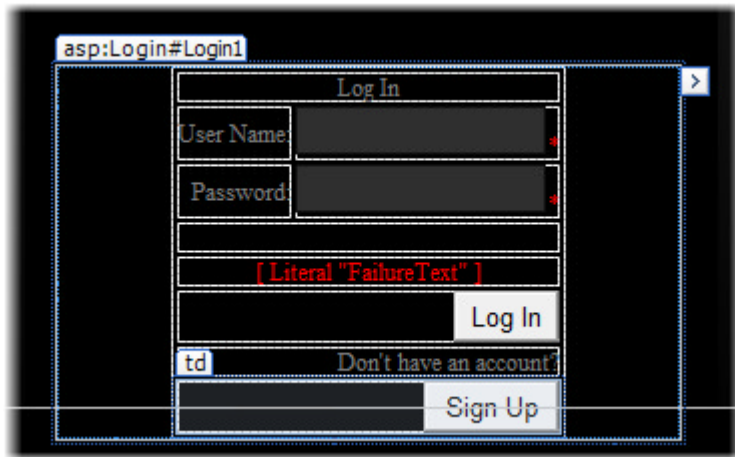 asp:Login#Login1
Log In
User Name: *
Password: *
[ Literal "FailureText" ]
Log In
td Don't have an account?
Sign Up